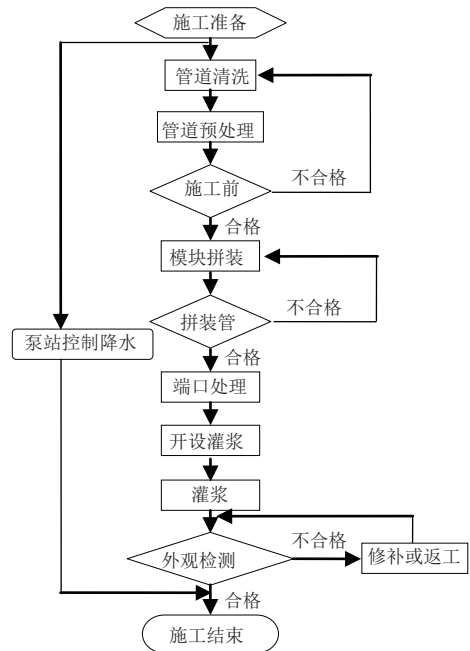 施工准备
管道清洗
管道预处理
施工前
不合格
合格
模块拼装
拼装管
不合格
泵站控制降水
合格
端口处理
开设灌浆
灌浆
外观检测
不合格
修补或返工
合格
施工结束